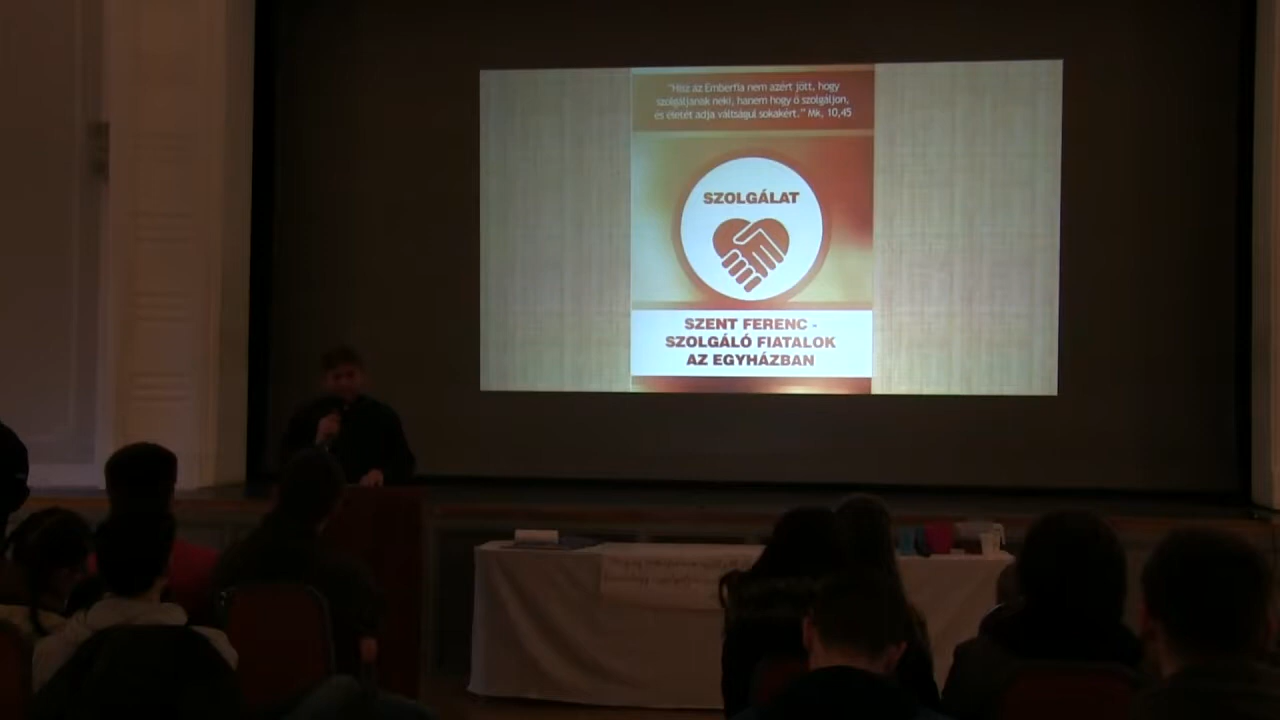 "Hisz az Emberfia nem azért jött, hogy
szolgáljanak neki, hanem hogy ő szolgáljon,
és életét adja váltságul sokakért." Mk, 10,45
SZOLGÁLAT
SZENT FERENC -
SZOLGÁLÓ FIATALOK
AZ EGYHÁZBAN